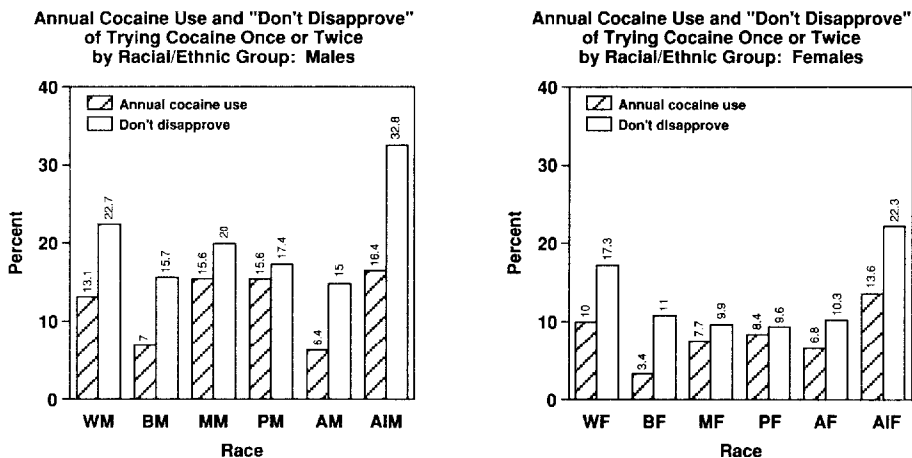 Annual Cocaine Use and "Don't Disapprove"
of Trying Cocaine Once or Twice
by Racial/Ethnic Group: Males
40
30
20
10
0
Percent
Annual cocaine use
Don't disapprove
13.1
22.7
7
15.7
15.6
20
15.6
17.4
6.4
15
16.4
32.8
WM BM MM PM AM AIM
Race
Annual Cocaine Use and "Don't Disapprove"
of Trying Cocaine Once or Twice
by Racial/Ethnic Group: Females
40
30
20
10
0
Percent
Annual cocaine use
Don't disapprove
10
17.3
3.4
11
7.7
9.9
8.4
9.6
6.8
10.3
13.6
22.3
WF BF MF PF AF AIF
Race